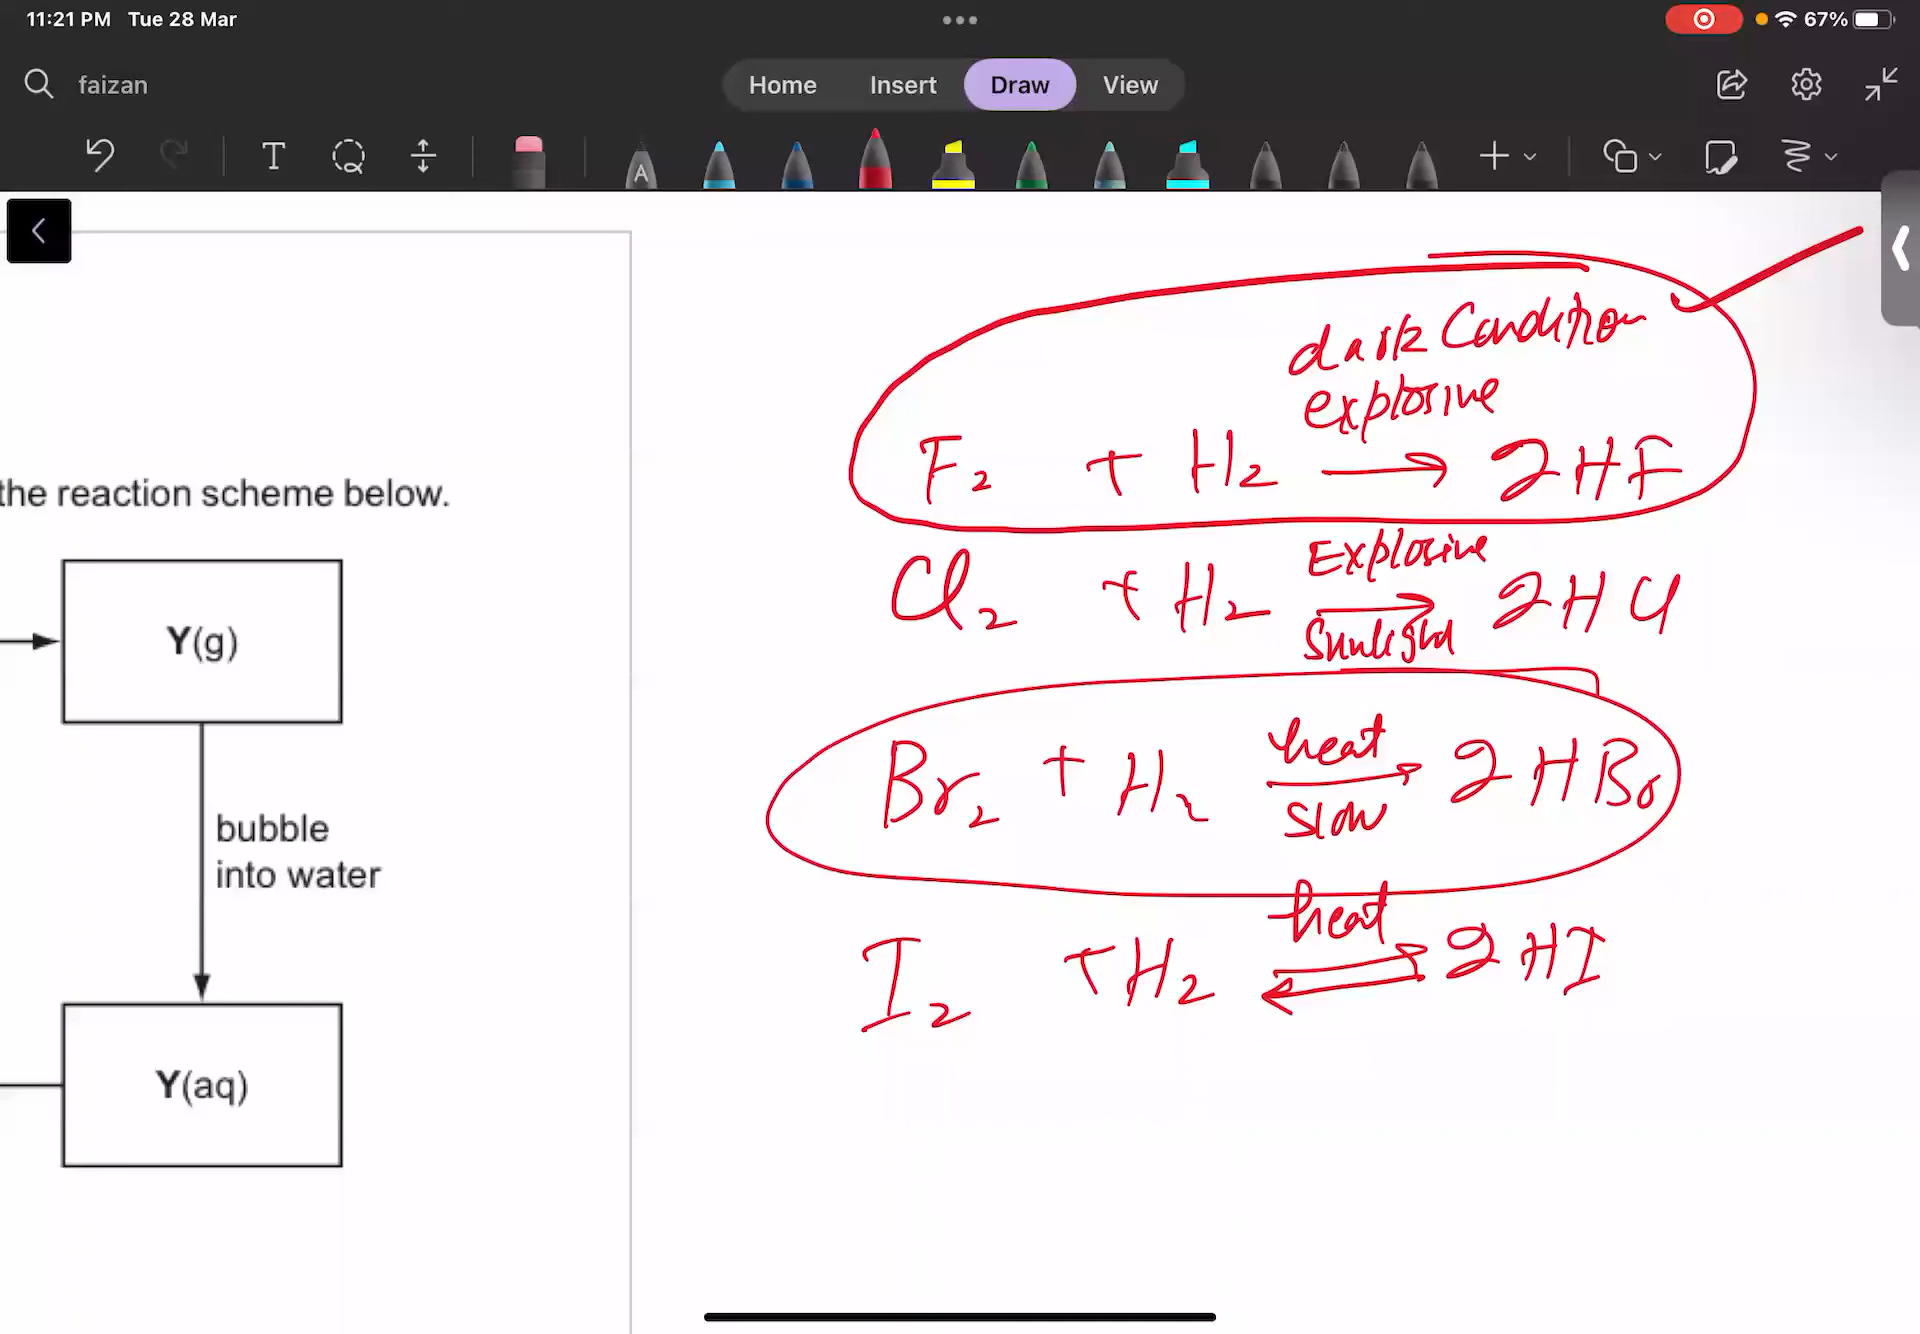 11:21 PM Tue 28 Mar
67%
faizan
Home Insert Draw View
T
A
the reaction scheme below.
Y(g)
bubble
into water
Y(aq)
dark Condition
explosive
F₂ + H₂ → 2HF
Explosive
Cl₂ + H₂ → 2HCl
Sunlight
heat
Br₂ + H₂ → 2HBr
slow
heat
I₂ + H₂ ⇌ 2HI